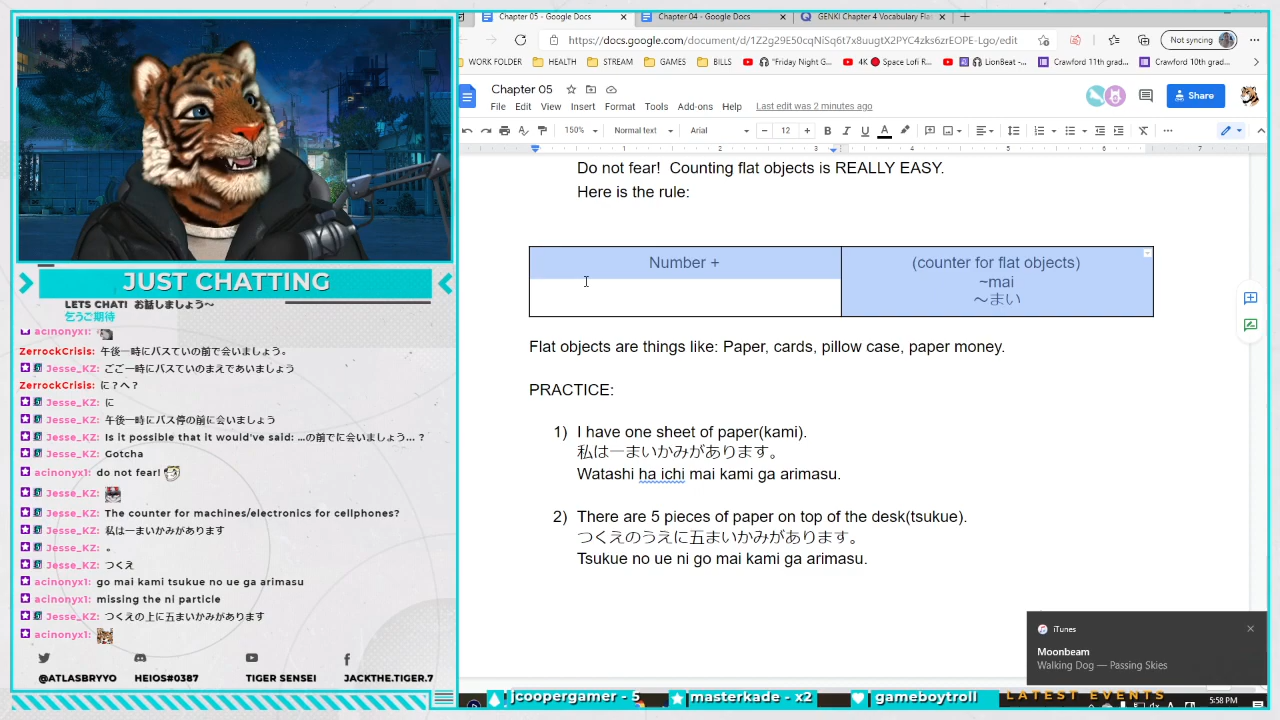 JUST CHATTING
LETS CHAT! お話しましょう〜
乞うご期待
acinonyx1:
ZerrockCrisis: 午後一時にバスていの前で会いましょう。
Jesse_KZ: ごご一時にバスていのまえであいましょう
ZerrockCrisis: に？へ？
Jesse_KZ: に
Jesse_KZ: 午後一時にバス停の前に会いましょう
Jesse_KZ: Is it possible that it would've said: ...の前でに会いましょう... ?
Jesse_KZ: Gotcha
acinonyx1: do not fear!
Jesse_KZ:
Jesse_KZ: The counter for machines/electronics for cellphones?
Jesse_KZ: 私は一まいかみがあります
Jesse_KZ: 。
Jesse_KZ: つくえ
acinonyx1: go mai kami tsukue no ue ga arimasu
acinonyx1: missing the ni particle
Jesse_KZ: つくえの上に五まいかみがあります
acinonyx1:
@ATLASBRYYO HEIOS#0387 TIGER SENSEI JACKTHE.TIGER.7
Chapter 05 - Google Docs
Chapter 04 - Google Docs
GENKI Chapter 4 Vocabulary Fla
https://docs.google.com/document/d/1Z2g29E50cqNiSq6t7x8uugtX2PYC4zks6zrEOPE-Lgo/edit
Not syncing
WORK FOLDER HEALTH STREAM GAMES BILLS "Friday Night G... 4K Space Lofi R... LionBeat -... Crawford 11th grad... Crawford 10th grad...
Chapter 05
File Edit View Insert Format Tools Add-ons Help Last edit was 2 minutes ago
Share
150% Normal text Arial 12 B I U A
1 2 3 4 5 6 7
Do not fear! Counting flat objects is REALLY EASY.
Here is the rule:
Number +
(counter for flat objects)
~mai
～まい
Flat objects are things like: Paper, cards, pillow case, paper money.
PRACTICE:
1) I have one sheet of paper(kami).
私は一まいかみがあります。
Watashi ha ichi mai kami ga arimasu.
2) There are 5 pieces of paper on top of the desk(tsukue).
つくえのうえに五まいかみがあります。
Tsukue no ue ni go mai kami ga arimasu.
iTunes
Moonbeam
Walking Dog — Passing Skies
jcoopergamer - 5 masterkade - x2 gameboytroll LATEST EVENTS
5:58 PM